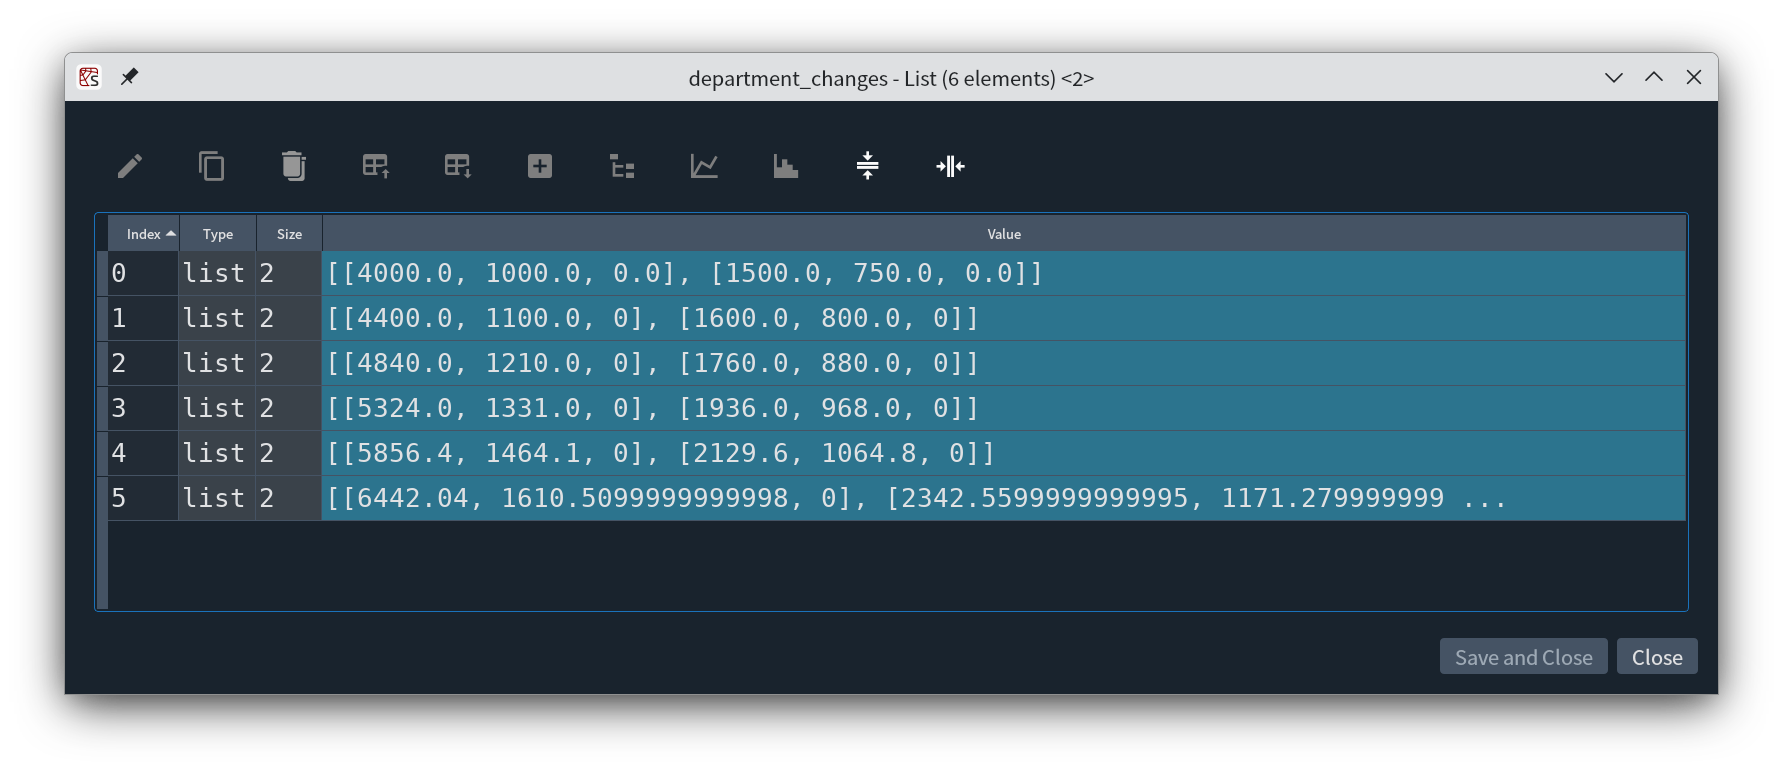 department_changes - List (6 elements) <2>
Index Type Size Value
0 list 2 [[4000.0, 1000.0, 0.0], [1500.0, 750.0, 0.0]]
1 list 2 [[4400.0, 1100.0, 0], [1600.0, 800.0, 0]]
2 list 2 [[4840.0, 1210.0, 0], [1760.0, 880.0, 0]]
3 list 2 [[5324.0, 1331.0, 0], [1936.0, 968.0, 0]]
4 list 2 [[5856.4, 1464.1, 0], [2129.6, 1064.8, 0]]
5 list 2 [[6442.04, 1610.5099999999998, 0], [2342.5599999999995, 1171.279999999 ...
Save and Close Close